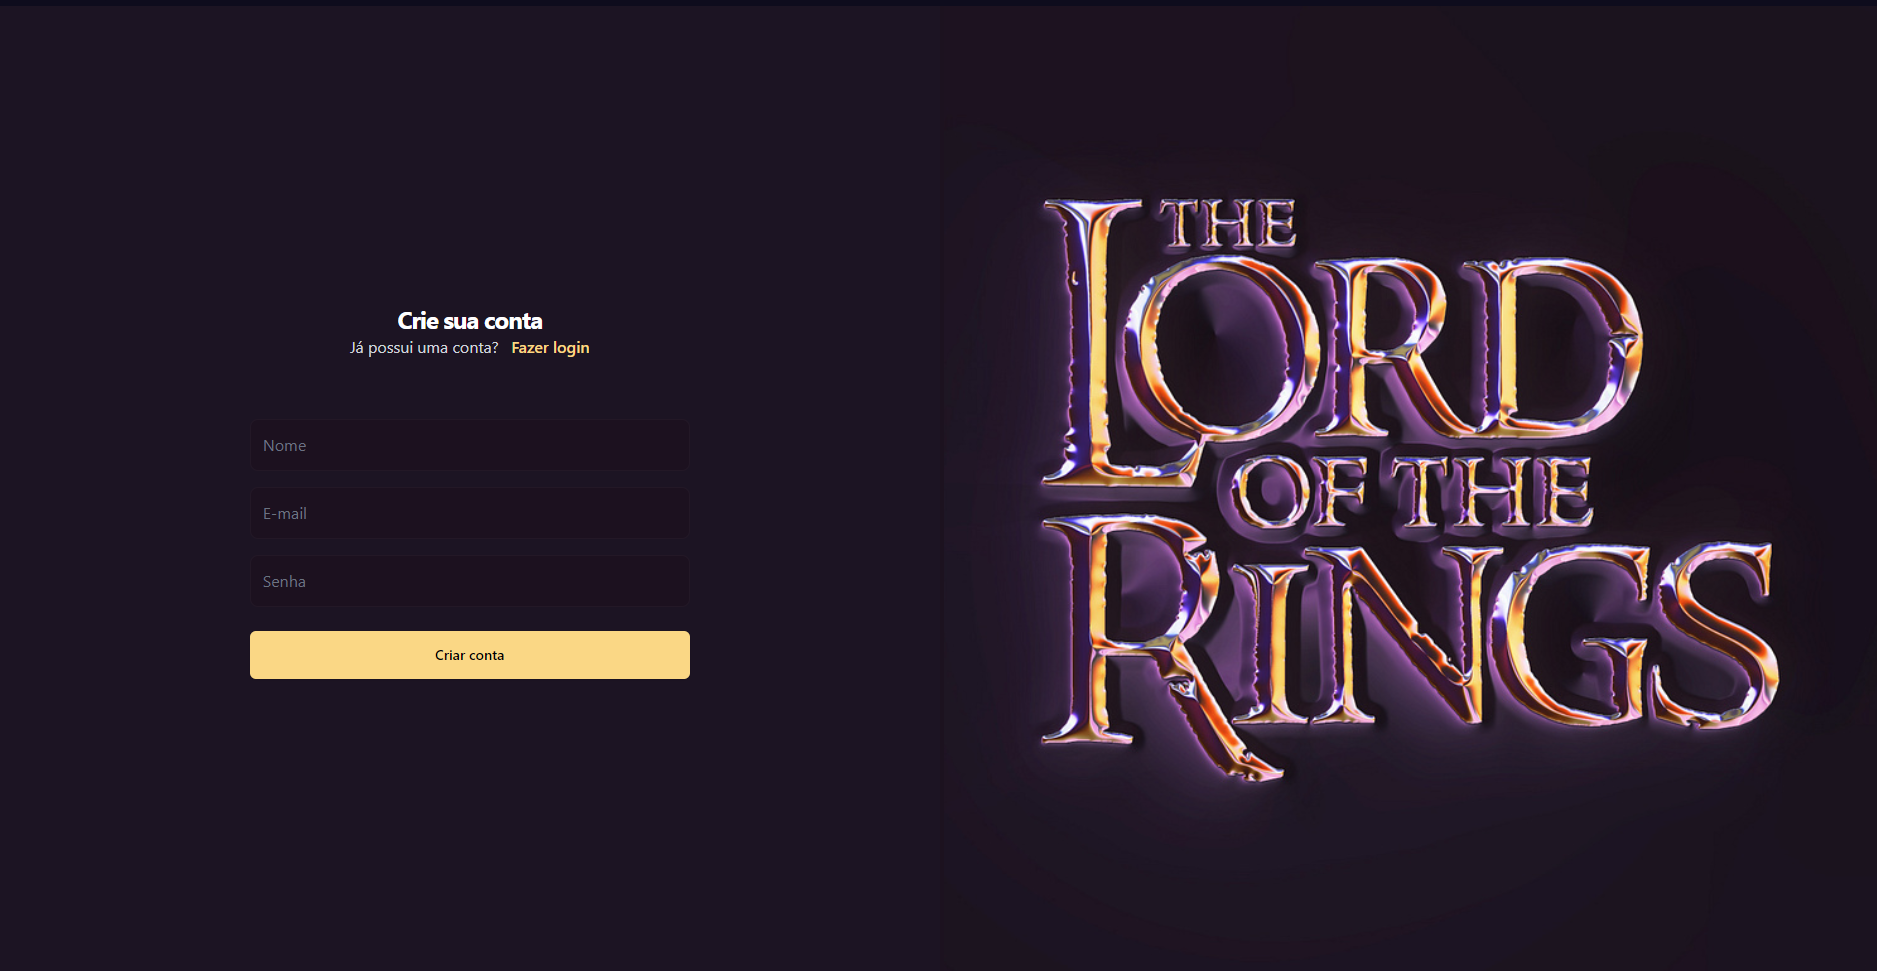 Crie sua conta
Já possui uma conta? Fazer login
Nome
E-mail
Senha
Criar conta
THE
LORD
OF THE
RINGS